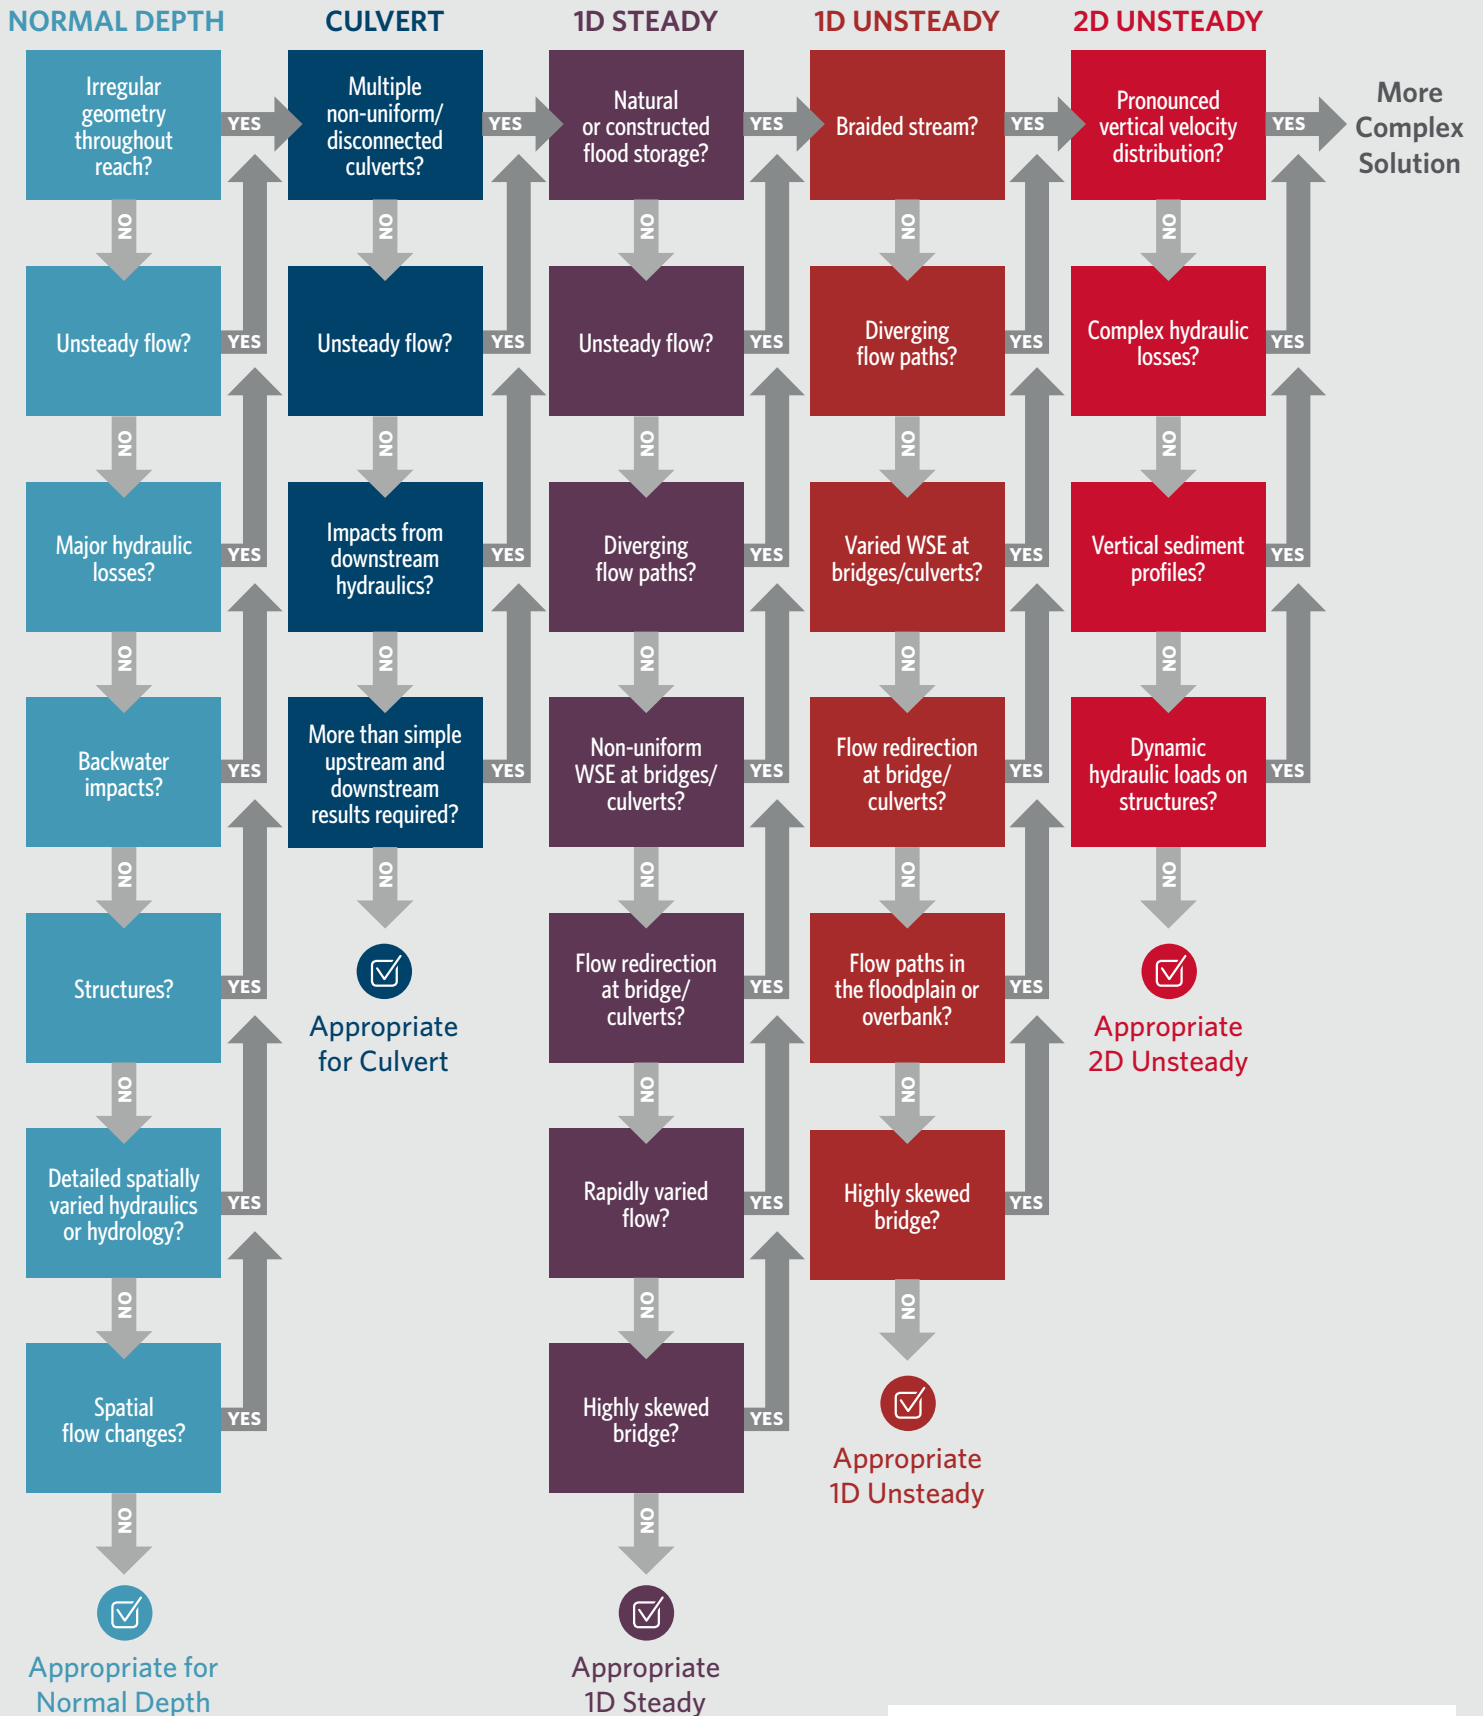 NORMAL DEPTH
Irregular
geometry
throughout
reach?
YES
NO
Unsteady flow?
YES
NO
Major hydraulic
losses?
YES
NO
Backwater
impacts?
YES
NO
Structures?
YES
NO
Detailed spatially
varied hydraulics
or hydrology?
YES
NO
Spatial
flow changes?
YES
NO
Appropriate for
Normal Depth
CULVERT
Multiple
non-uniform/
disconnected
culverts?
YES
NO
Unsteady flow?
YES
NO
Impacts from
downstream
hydraulics?
YES
NO
More than simple
upstream and
downstream
results required?
YES
NO
Appropriate
for Culvert
1D STEADY
Natural
or constructed
flood storage?
YES
NO
Unsteady flow?
YES
NO
Diverging
flow paths?
YES
NO
Non-uniform
WSE at bridges/
culverts?
YES
NO
Flow redirection
at bridge/
culverts?
YES
NO
Rapidly varied
flow?
YES
NO
Highly skewed
bridge?
YES
NO
Appropriate
1D Steady
1D UNSTEADY
Braided stream?
YES
NO
Diverging
flow paths?
YES
NO
Varied WSE at
bridges/culverts?
YES
NO
Flow redirection
at bridge/
culverts?
YES
NO
Flow paths in
the floodplain or
overbank?
YES
NO
Highly skewed
bridge?
YES
NO
Appropriate
1D Unsteady
2D UNSTEADY
Pronounced
vertical velocity
distribution?
YES
NO
Complex hydraulic
losses?
YES
NO
Vertical sediment
profiles?
YES
NO
Dynamic
hydraulic loads on
structures?
YES
NO
Appropriate
2D Unsteady
More
Complex
Solution